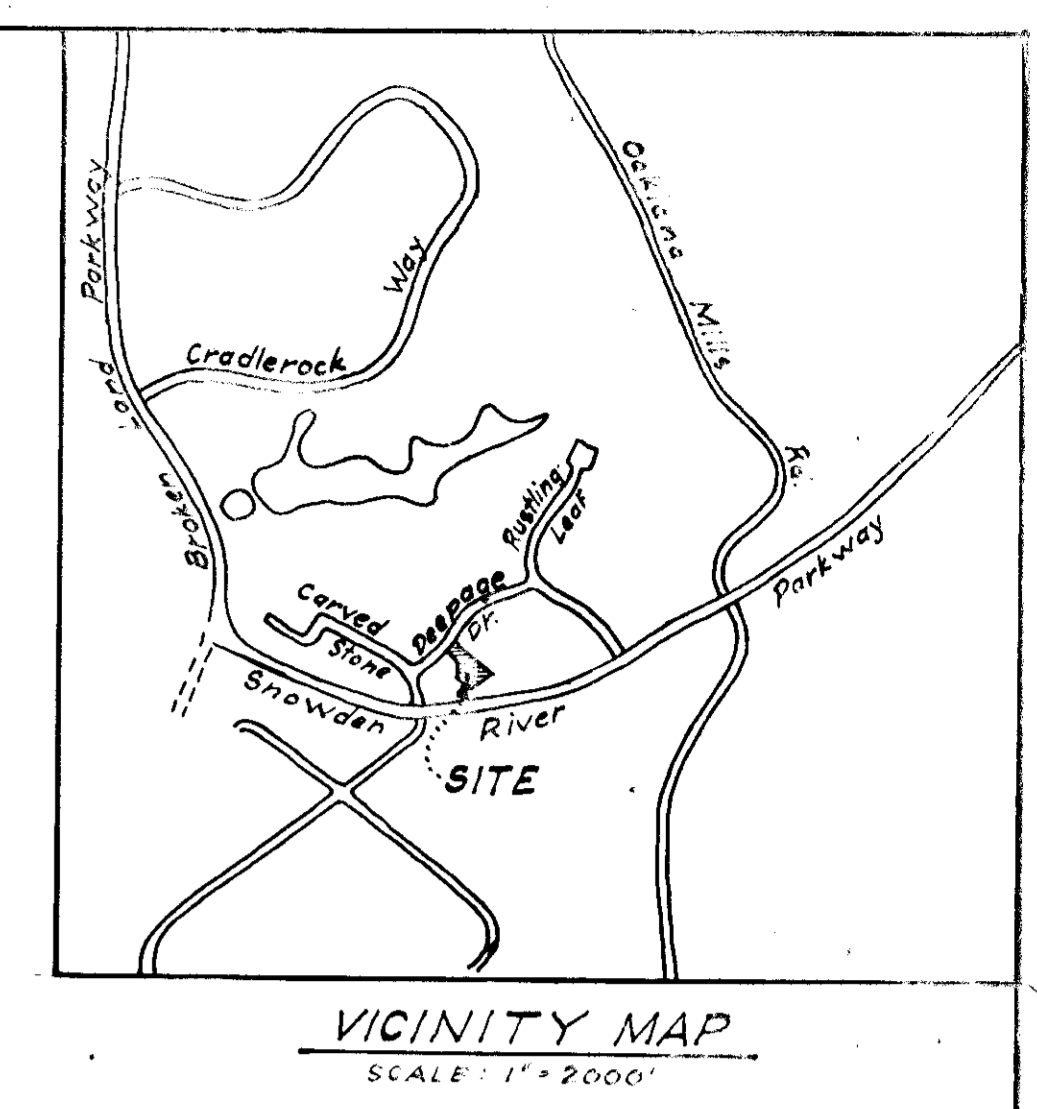 Broken Land Parkway
Cradlerock Way
Oakland Mills Rd.
Rustling
Leaf
Carved
Stone
Deepage
Dr.
Snowden River Parkway
SITE
VICINITY MAP
SCALE: 1" = 2000'